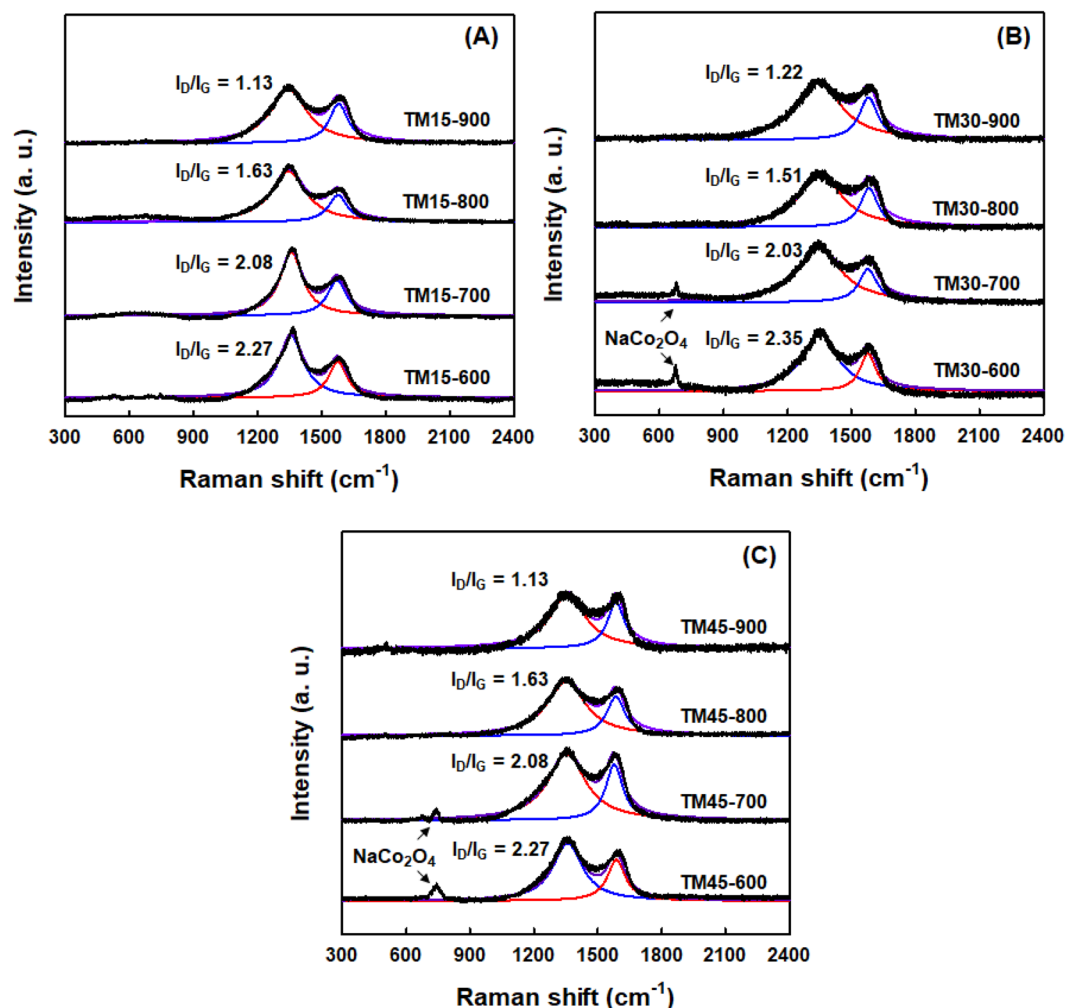 (A)
I_D/I_G = 1.13
TM15-900
I_D/I_G = 1.63
TM15-800
I_D/I_G = 2.08
TM15-700
I_D/I_G = 2.27
TM15-600
Intensity (a. u.)
300 600 900 1200 1500 1800 2100 2400
Raman shift (cm⁻¹)
(B)
I_D/I_G = 1.22
TM30-900
I_D/I_G = 1.51
TM30-800
I_D/I_G = 2.03
TM30-700
NaCo₂O₄
I_D/I_G = 2.35
TM30-600
Intensity (a. u.)
300 600 900 1200 1500 1800 2100 2400
Raman shift (cm⁻¹)
(C)
I_D/I_G = 1.13
TM45-900
I_D/I_G = 1.63
TM45-800
I_D/I_G = 2.08
TM45-700
NaCo₂O₄
I_D/I_G = 2.27
TM45-600
Intensity (a. u.)
300 600 900 1200 1500 1800 2100 2400
Raman shift (cm⁻¹)